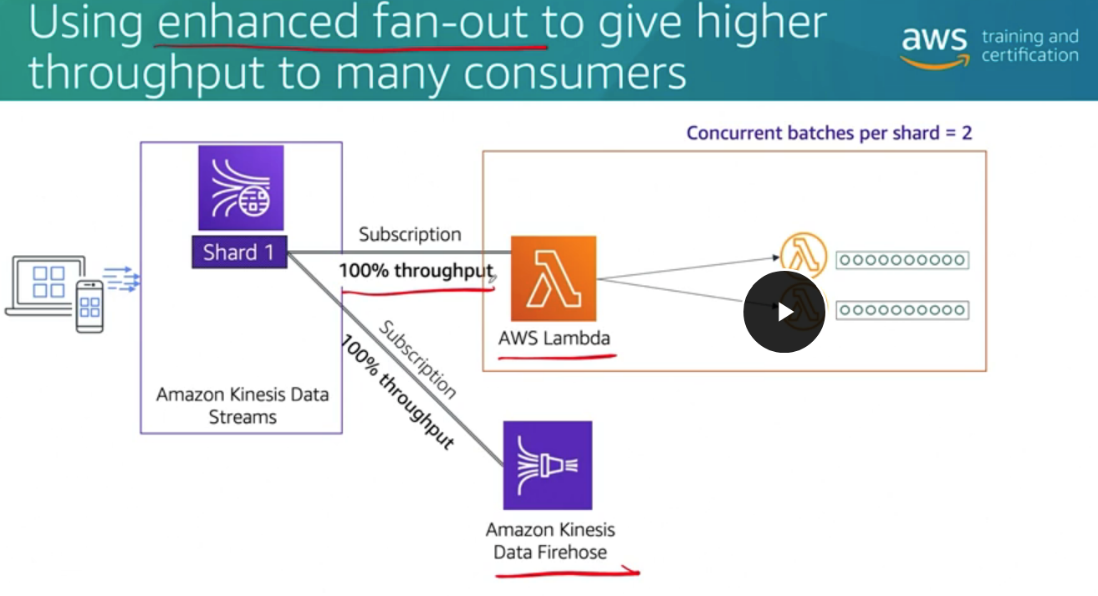 Using enhanced fan-out to give higher
throughput to many consumers
aws training and
certification
Concurrent batches per shard = 2
Shard 1
Subscription
100% throughput
AWS Lambda
Subscription
100% throughput
Amazon Kinesis Data
Streams
Amazon Kinesis
Data Firehose